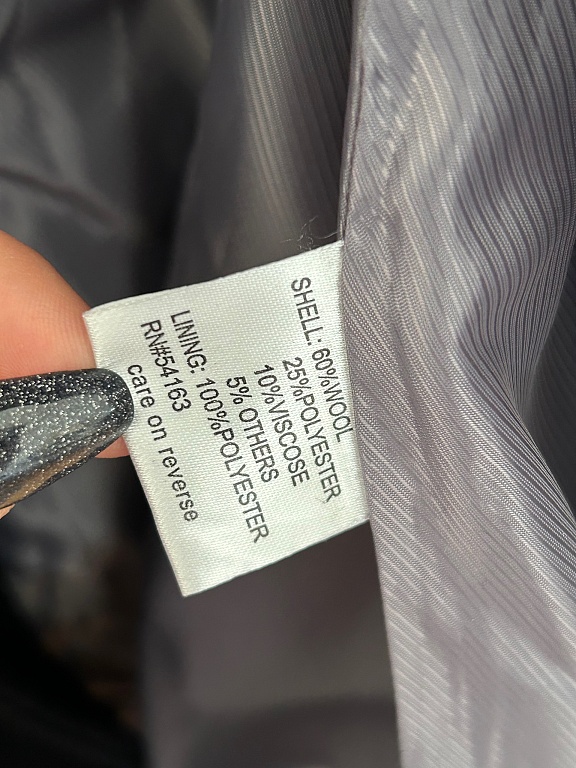 SHELL: 60%WOOL
25%POLYESTER
10%VISCOSE
5% OTHERS
LINING: 100%POLYESTER
RN#54163
care on reverse